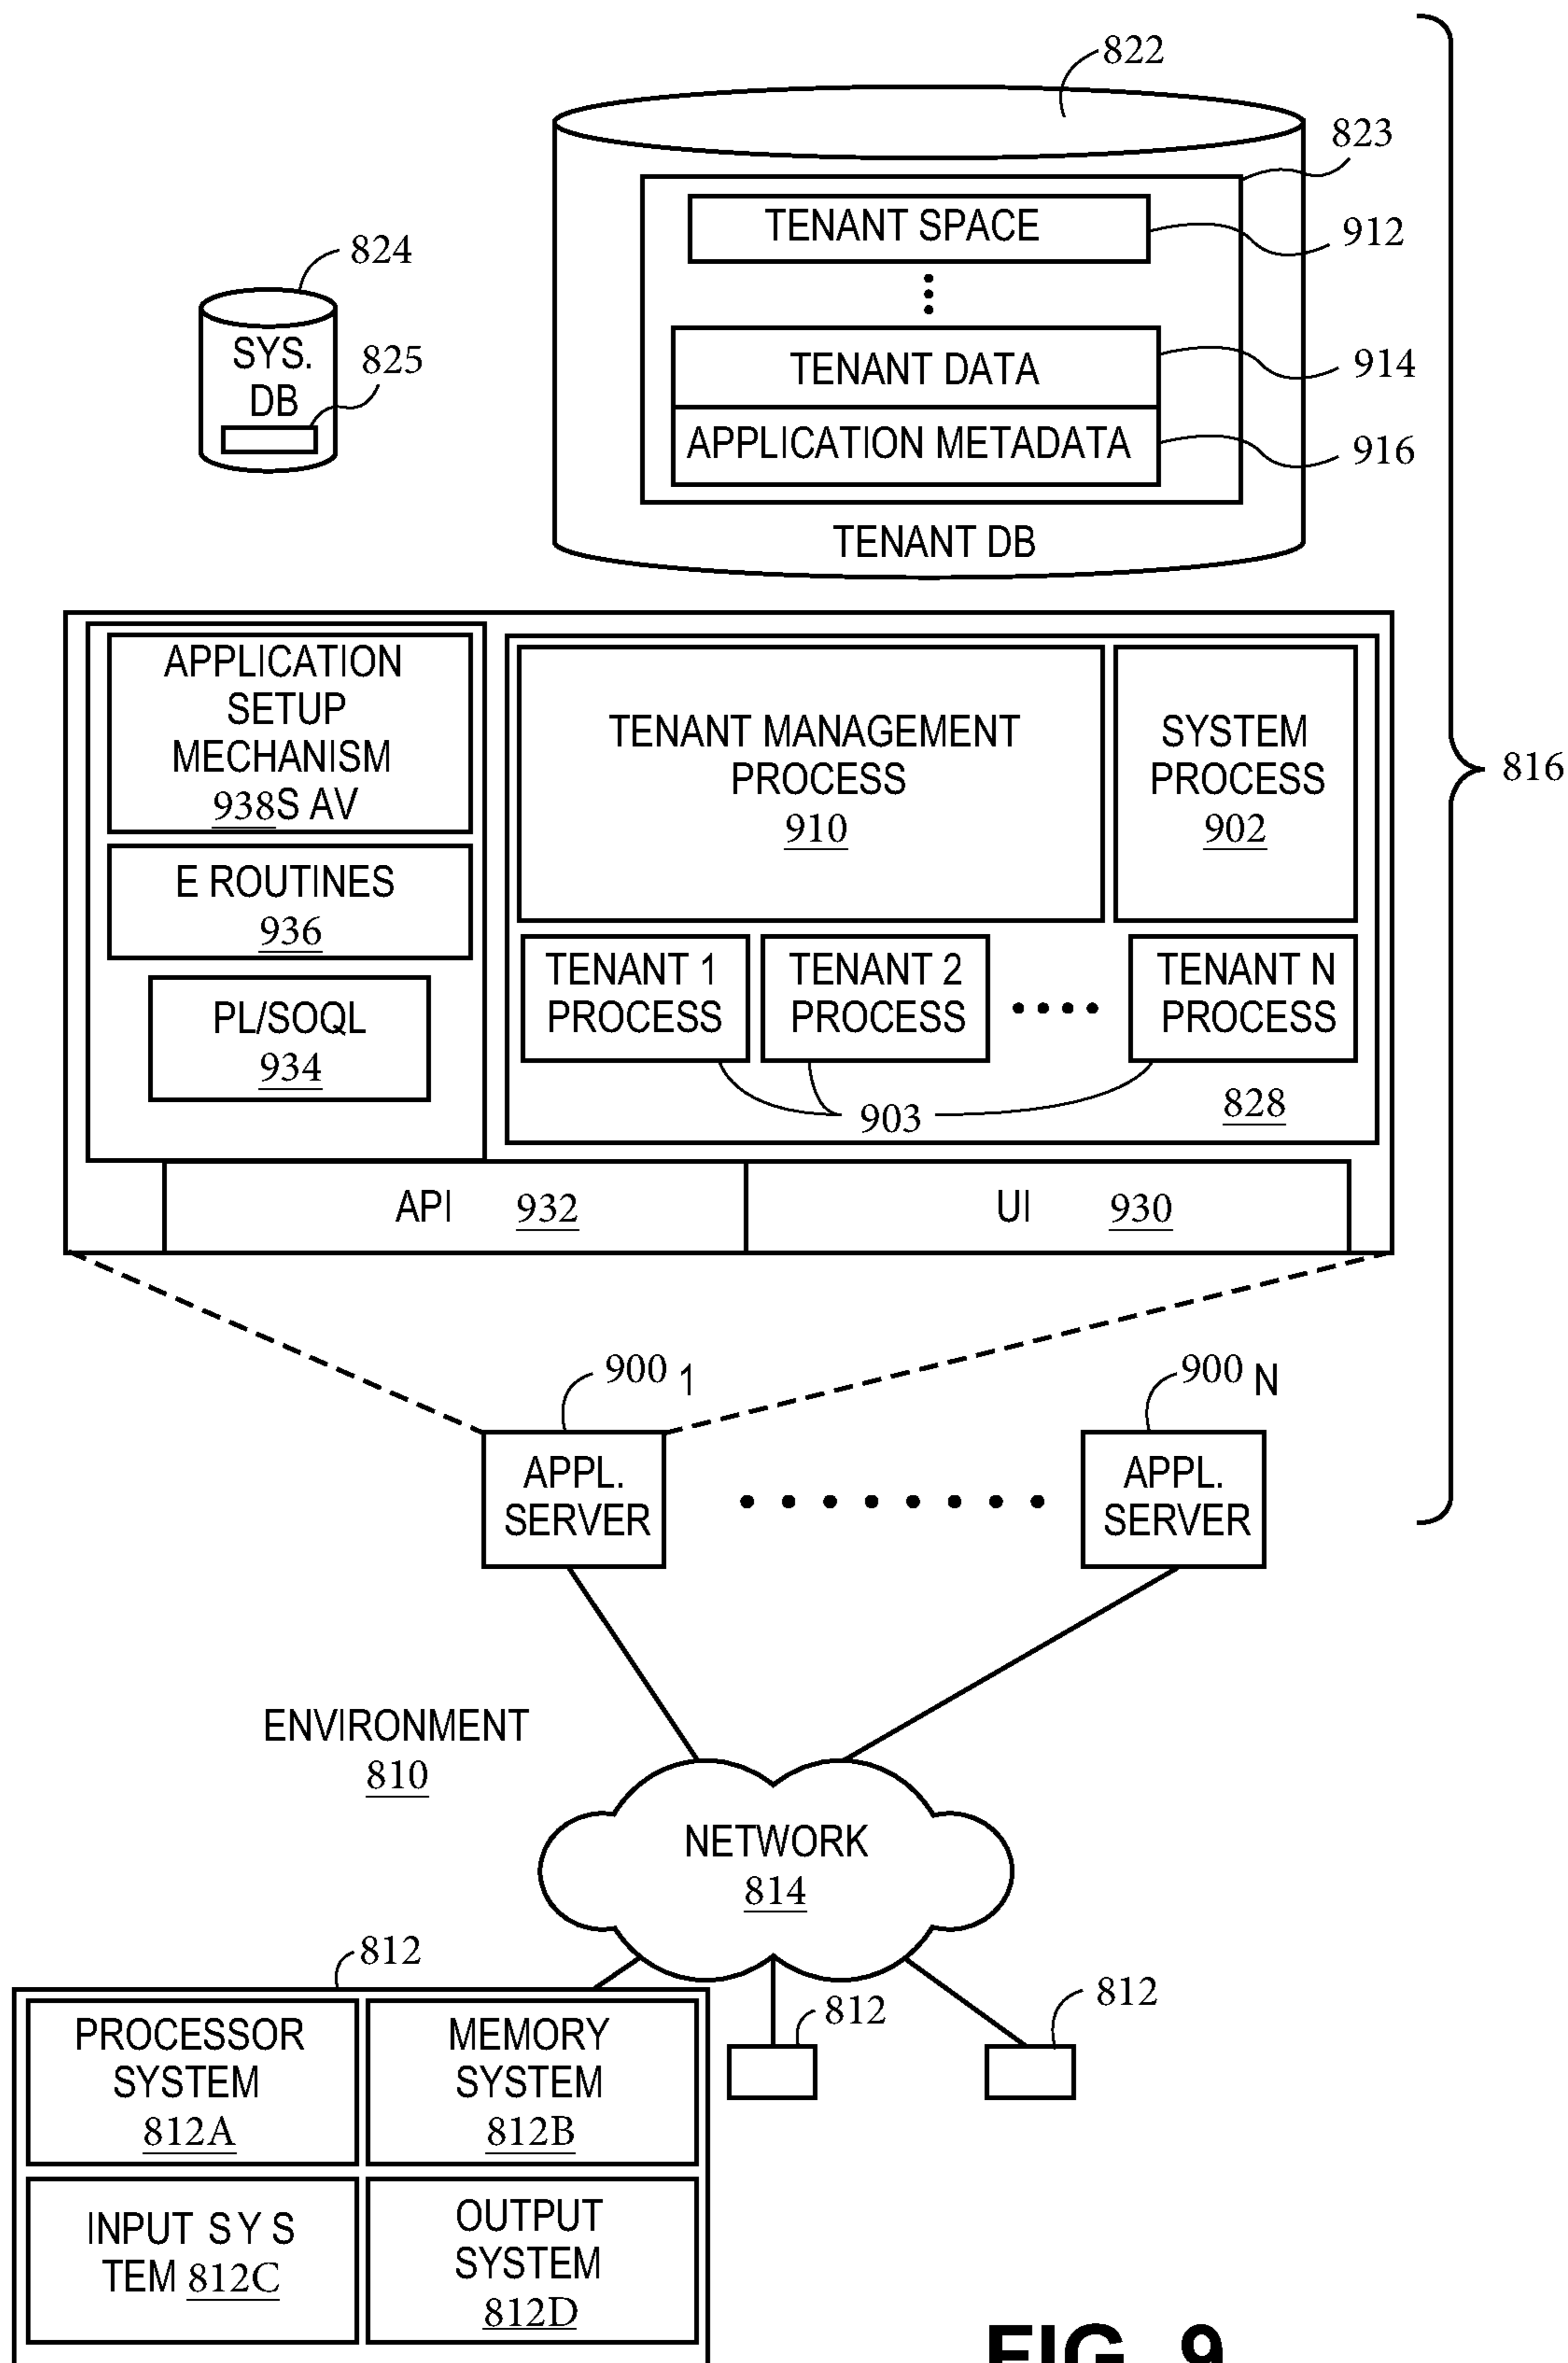 822
823
TENANT SPACE
912
824
SYS.
DB
825
TENANT DATA
914
APPLICATION METADATA
916
TENANT DB
816
APPLICATION
SETUP
MECHANISM
938S AV
E ROUTINES
936
PL/SOQL
934
TENANT MANAGEMENT
PROCESS
910
SYSTEM
PROCESS
902
TENANT 1
PROCESS
TENANT 2
PROCESS
TENANT N
PROCESS
903
828
API 932
UI 930
900 1
900 N
APPL.
SERVER
APPL.
SERVER
ENVIRONMENT
810
NETWORK
814
812
812
812
PROCESSOR
SYSTEM
812A
MEMORY
SYSTEM
812B
INPUT S Y S
TEM 812C
OUTPUT
SYSTEM
812D
FIG. 9